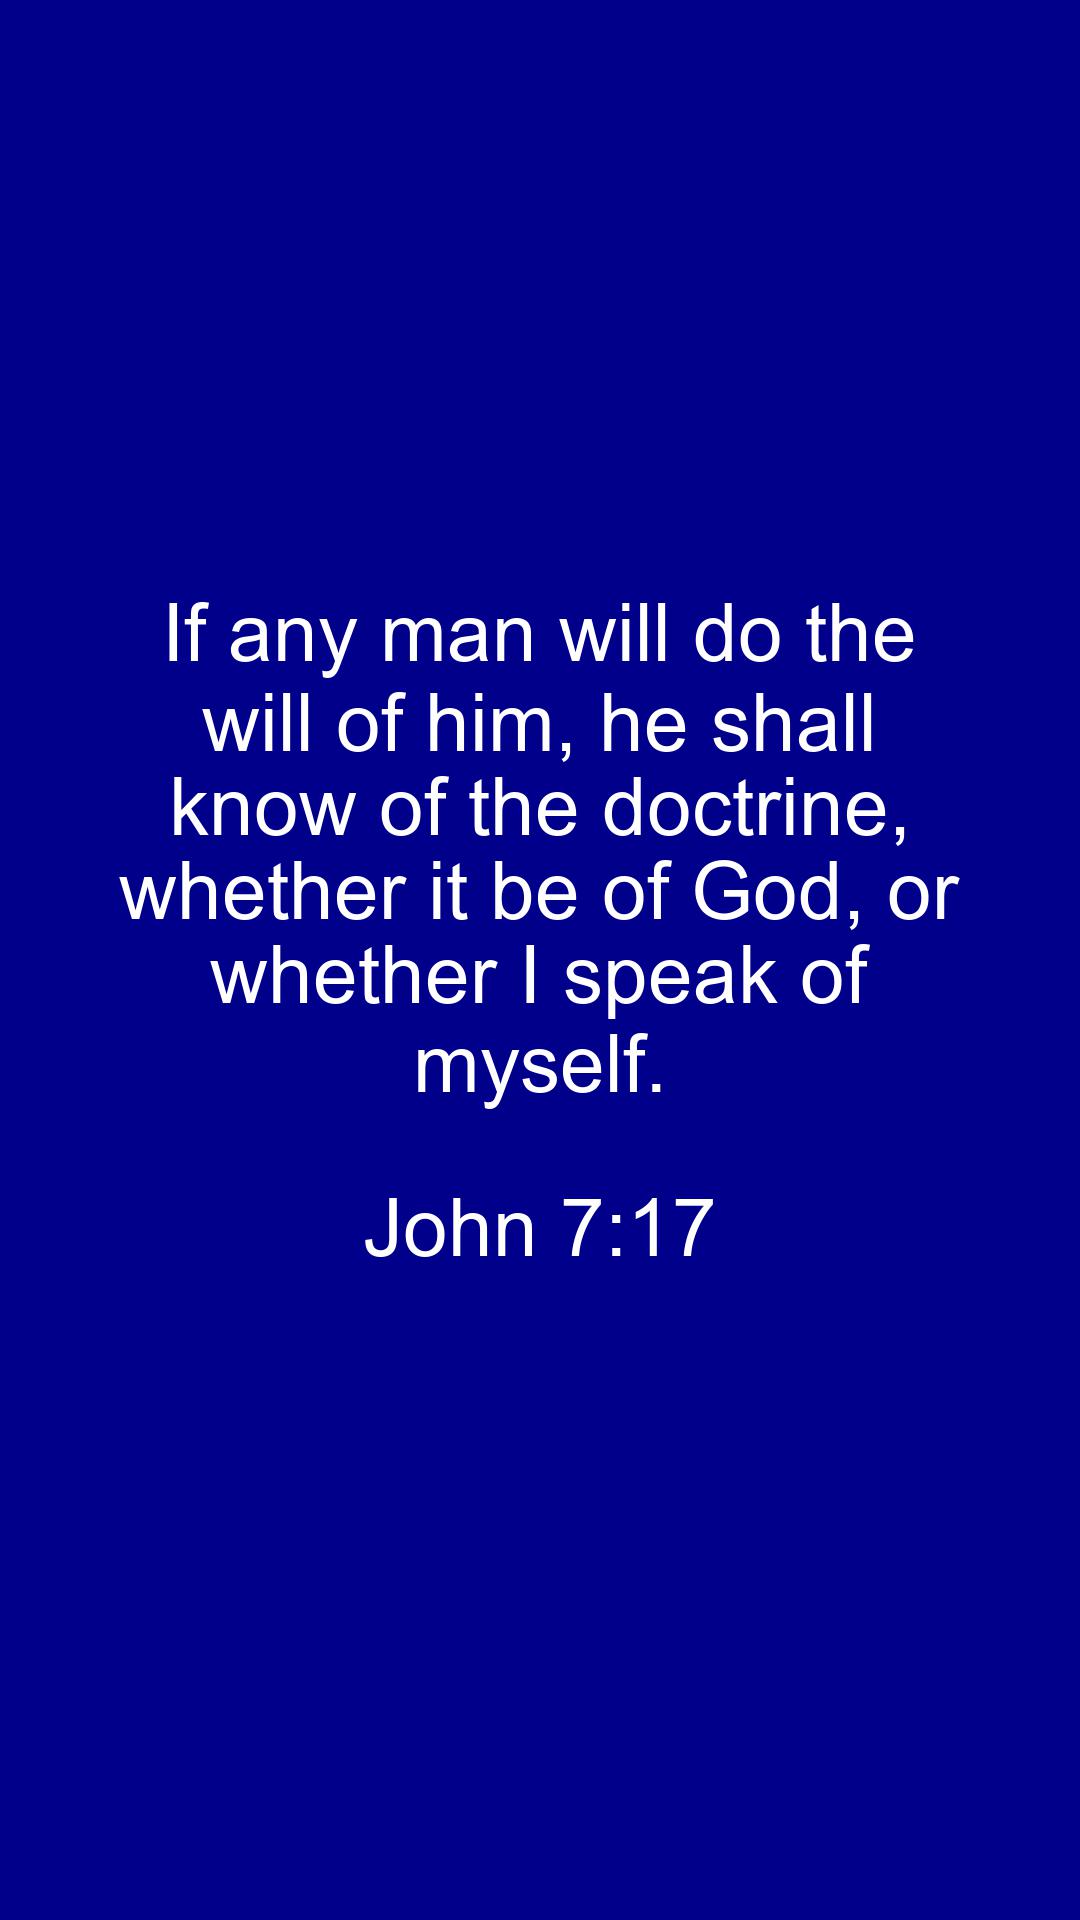 If any man will do the
will of him, he shall
know of the doctrine,
whether it be of God, or
whether I speak of
myself.
John 7:17